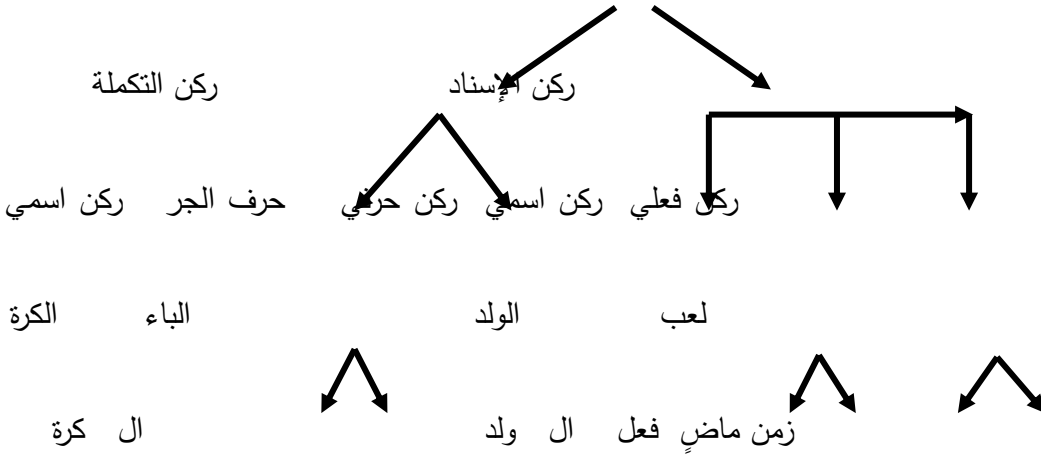 ركن الإسناد ركن التكملة
ركن فعلي ركن اسمي ركن حرفي حرف الجر ركن اسمي
لعب الولد الباء الكرة
زمن ماضٍ فعل ال ولد ال كرة